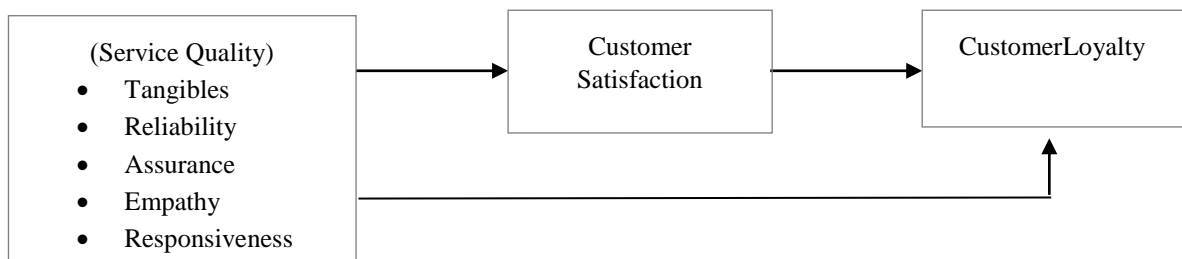 (Service Quality)
• Tangibles
• Reliability
• Assurance
• Empathy
• Responsiveness
Customer
Satisfaction
CustomerLoyalty